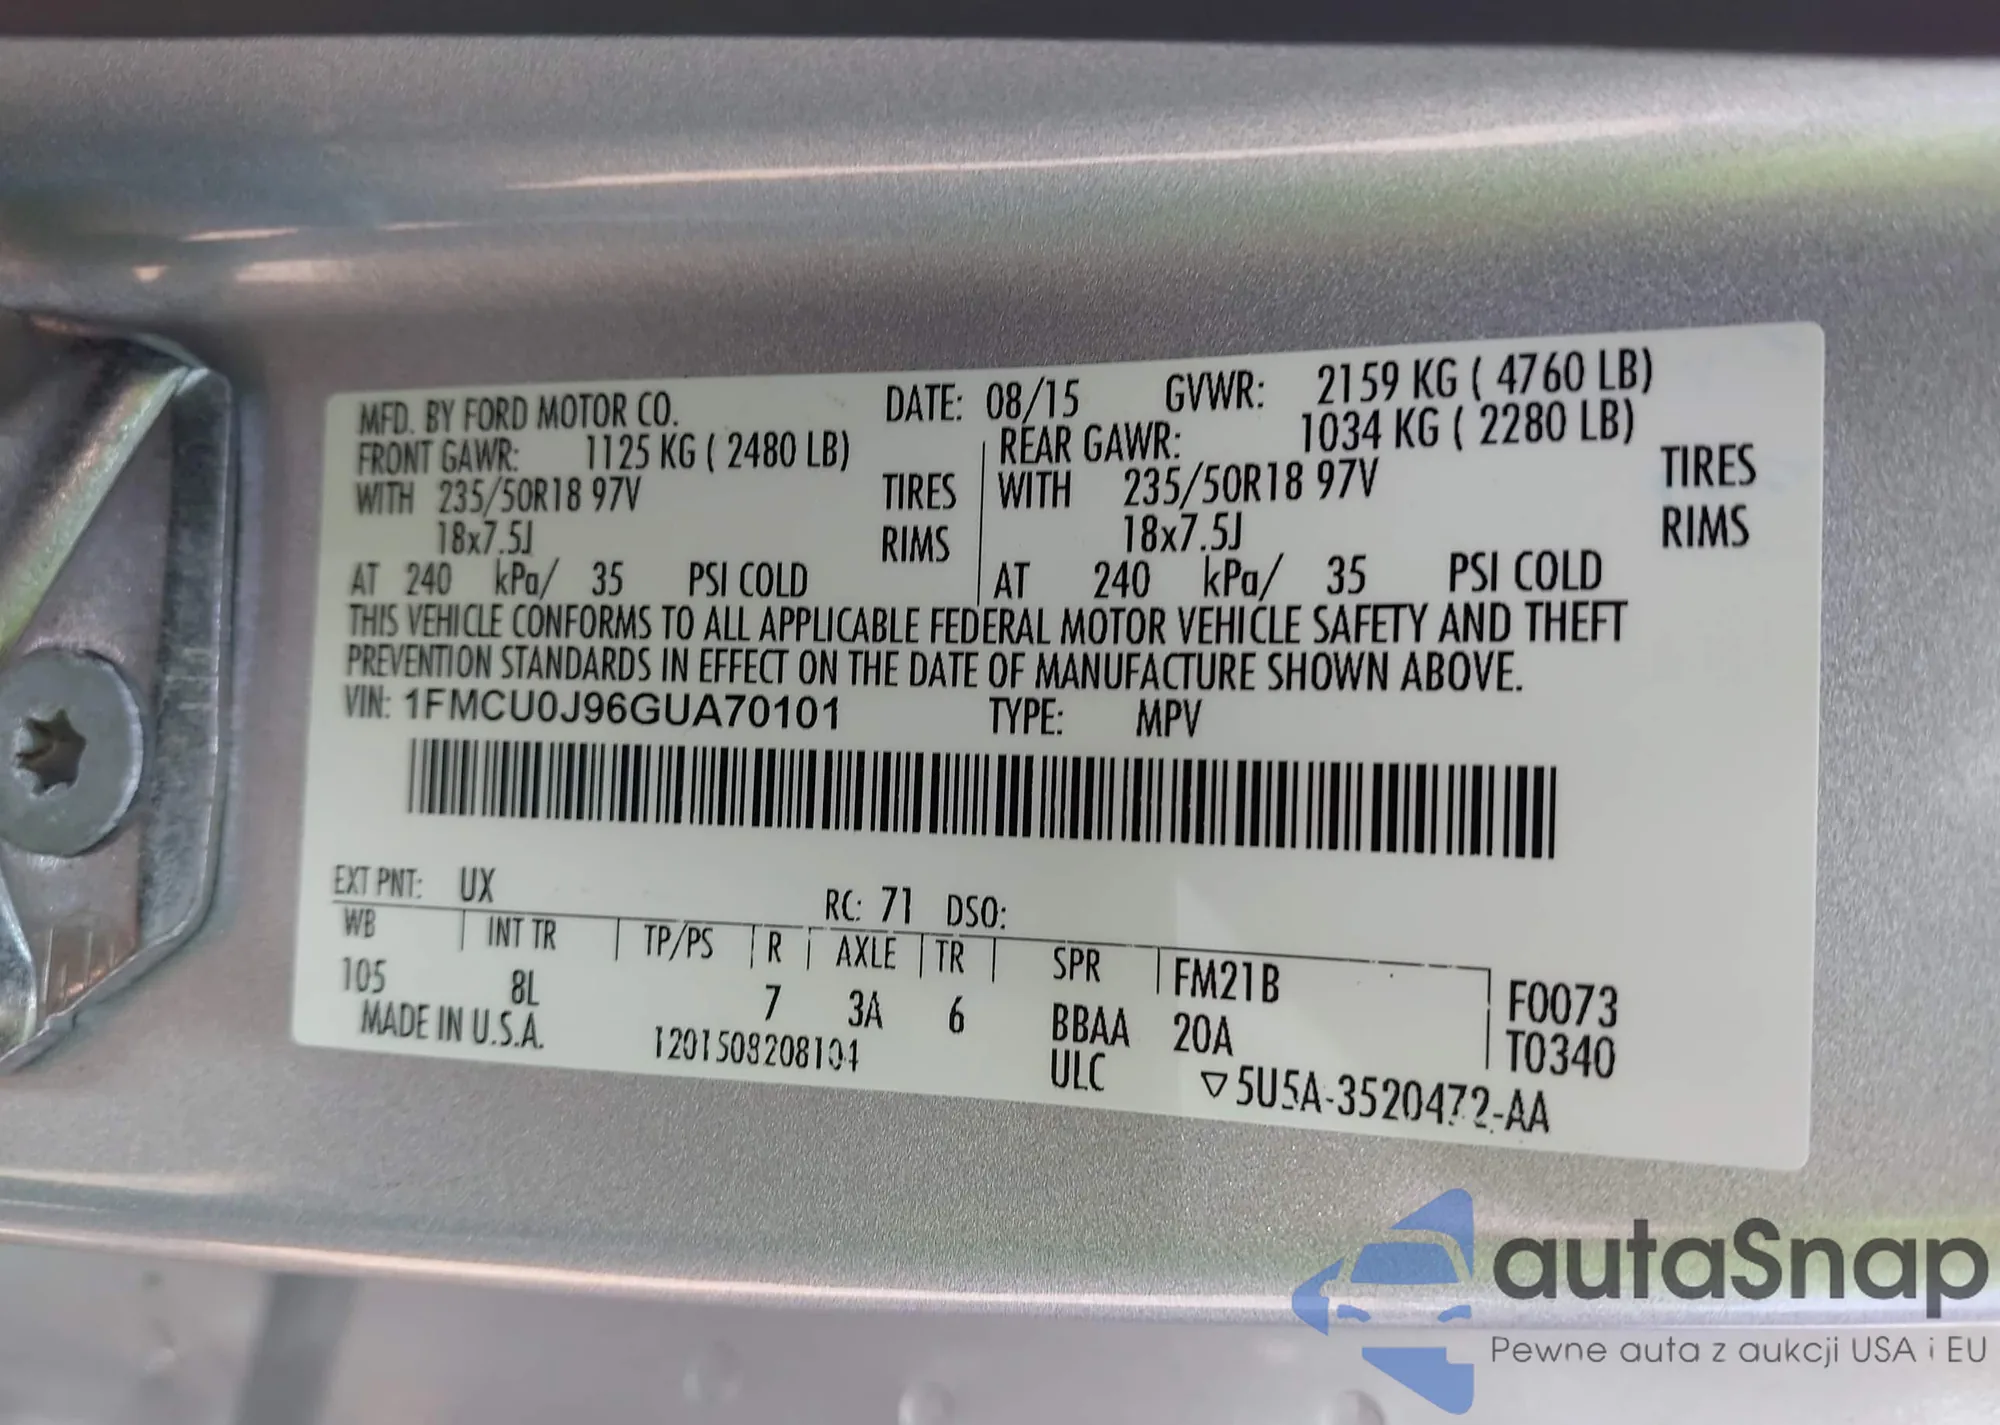 MFD. BY FORD MOTOR CO. DATE: 08/15 GVWR: 2159 KG ( 4760 LB)
FRONT GAWR: 1125 KG ( 2480 LB) REAR GAWR: 1034 KG ( 2280 LB)
WITH 235/50R18 97V TIRES WITH 235/50R18 97V TIRES
18x7.5J RIMS 18x7.5J RIMS
AT 240 kPa/ 35 PSI COLD AT 240 kPa/ 35 PSI COLD
THIS VEHICLE CONFORMS TO ALL APPLICABLE FEDERAL MOTOR VEHICLE SAFETY AND THEFT
PREVENTION STANDARDS IN EFFECT ON THE DATE OF MANUFACTURE SHOWN ABOVE.
VIN: 1FMCU0J96GUA70101 TYPE: MPV
EXT PNT: UX RC: 71 DSO:
WB INT TR TP/PS R AXLE TR SPR FM21B F0073
105 8L 7 3A 6 BBAA 20A T0340
MADE IN U.S.A. 1201508208104 ULC ▽5U5A-3520472-AA
autaSnap
Pewne auta z aukcji USA i EU